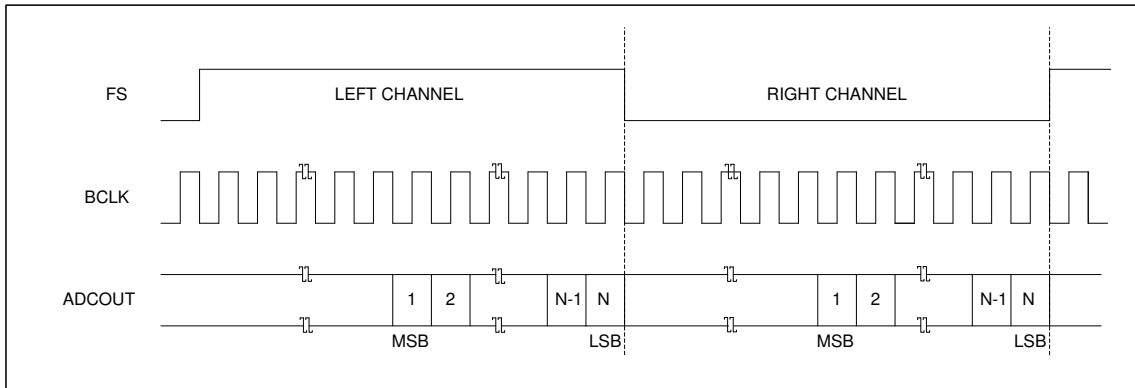 FS
LEFT CHANNEL
RIGHT CHANNEL
BCLK
ADCOUT
1
2
N-1
N
1
2
N-1
N
MSB
LSB
MSB
LSB